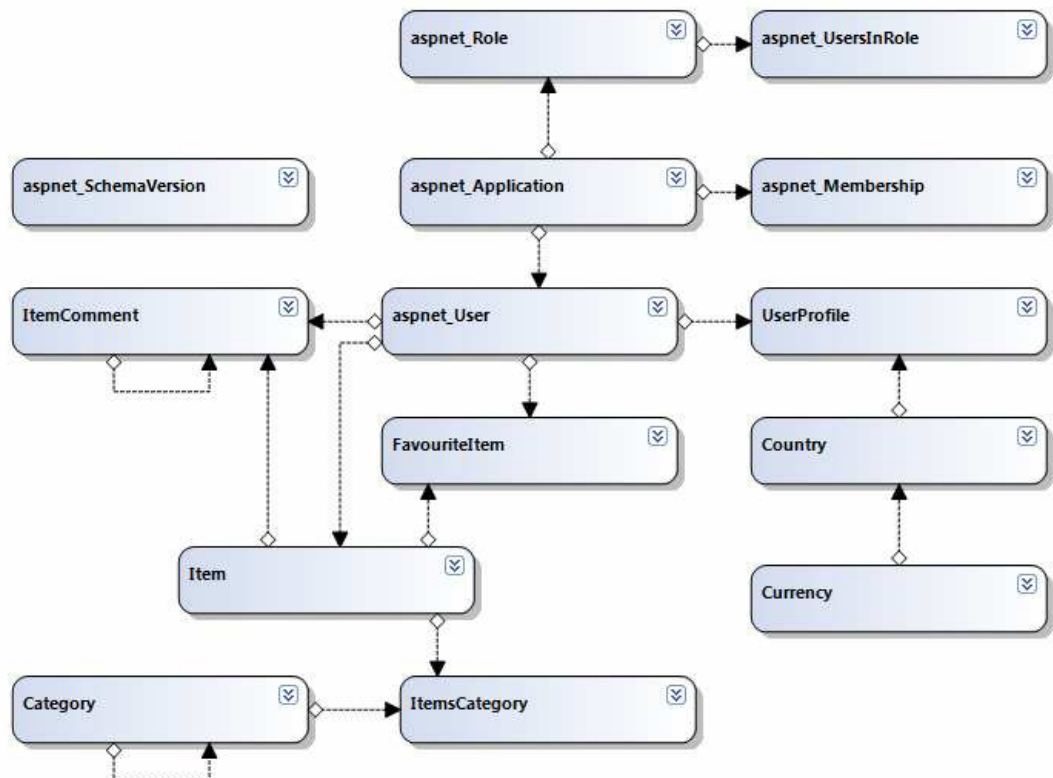 aspnet_Role
aspnet_UsersInRole
aspnet_SchemaVersion
aspnet_Application
aspnet_Membership
ItemComment
aspnet_User
UserProfile
FavouriteItem
Country
Item
Currency
Category
ItemsCategory